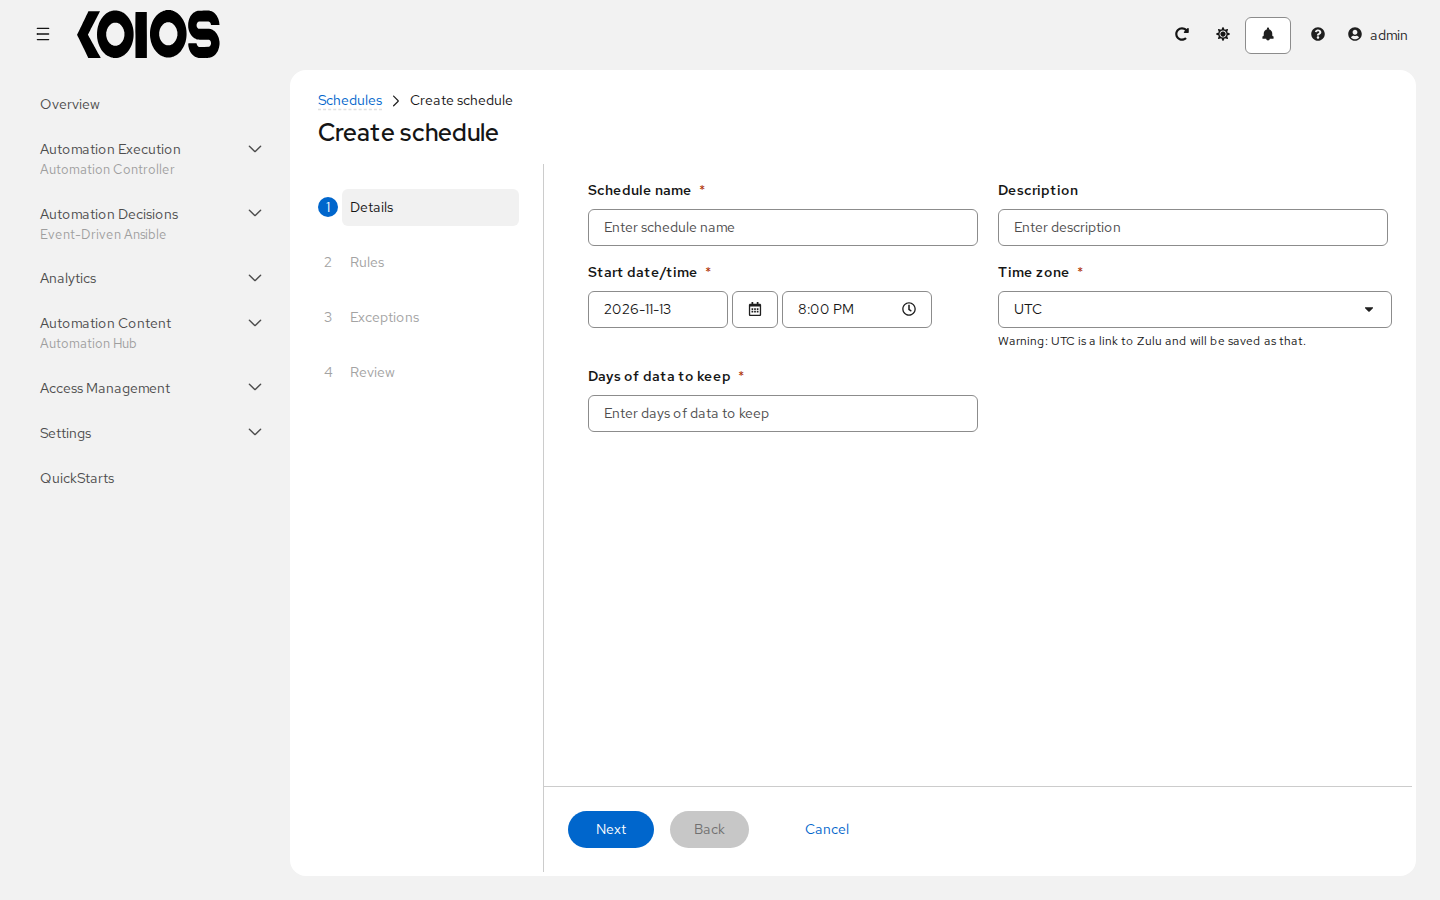 KOIOS
admin
Overview
Automation Execution
Automation Controller
Automation Decisions
Event-Driven Ansible
Analytics
Automation Content
Automation Hub
Access Management
Settings
QuickStarts
Schedules > Create schedule
Create schedule
1 Details
2 Rules
3 Exceptions
4 Review
Schedule name *
Enter schedule name
Description
Enter description
Start date/time *
2026-11-13
8:00 PM
Time zone *
UTC
Warning: UTC is a link to Zulu and will be saved as that.
Days of data to keep *
Enter days of data to keep
Next
Back
Cancel